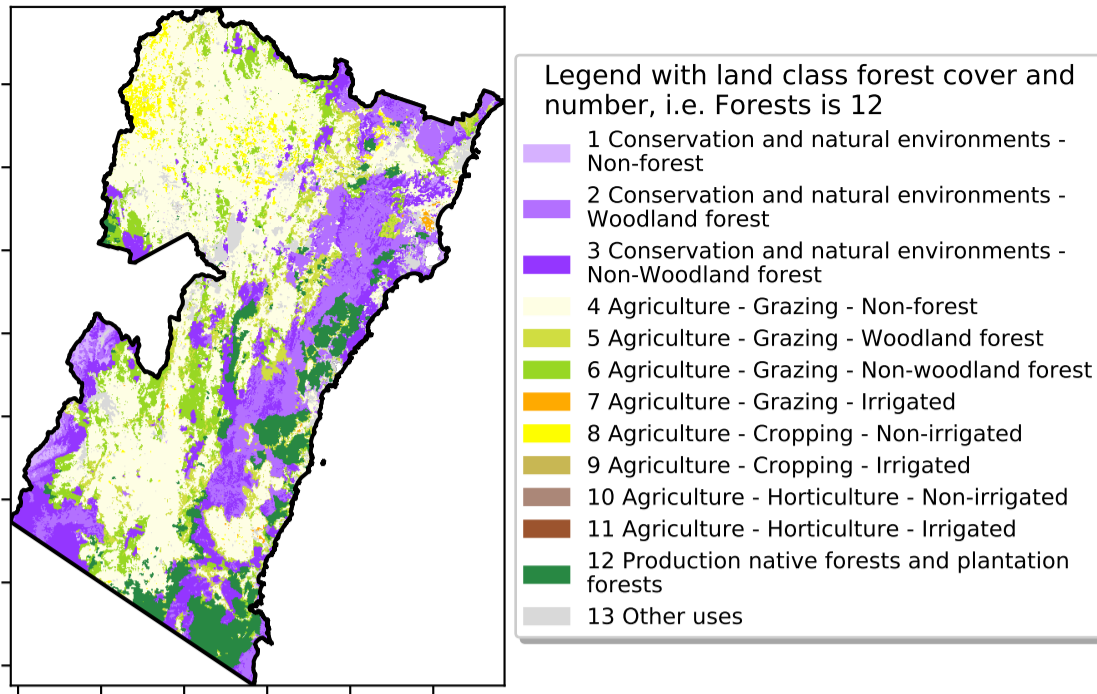 Legend with land class forest cover and
number, i.e. Forests is 12
1 Conservation and natural environments -
Non-forest
2 Conservation and natural environments -
Woodland forest
3 Conservation and natural environments -
Non-Woodland forest
4 Agriculture - Grazing - Non-forest
5 Agriculture - Grazing - Woodland forest
6 Agriculture - Grazing - Non-woodland forest
7 Agriculture - Grazing - Irrigated
8 Agriculture - Cropping - Non-irrigated
9 Agriculture - Cropping - Irrigated
10 Agriculture - Horticulture - Non-irrigated
11 Agriculture - Horticulture - Irrigated
12 Production native forests and plantation
forests
13 Other uses